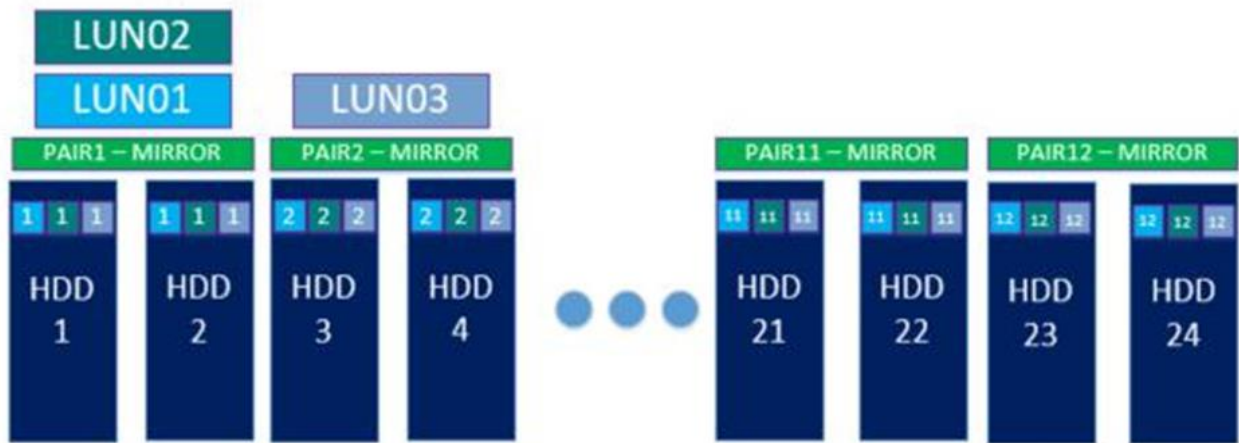 LUN02
LUN01 LUN03
PAIR1 – MIRROR PAIR2 – MIRROR PAIR11 – MIRROR PAIR12 – MIRROR
1 1 1 1 1 1 2 2 2 2 2 2 11 11 11 11 11 11 12 12 12 12 12 12
HDD HDD HDD HDD HDD HDD HDD HDD
1 2 3 4 21 22 23 24